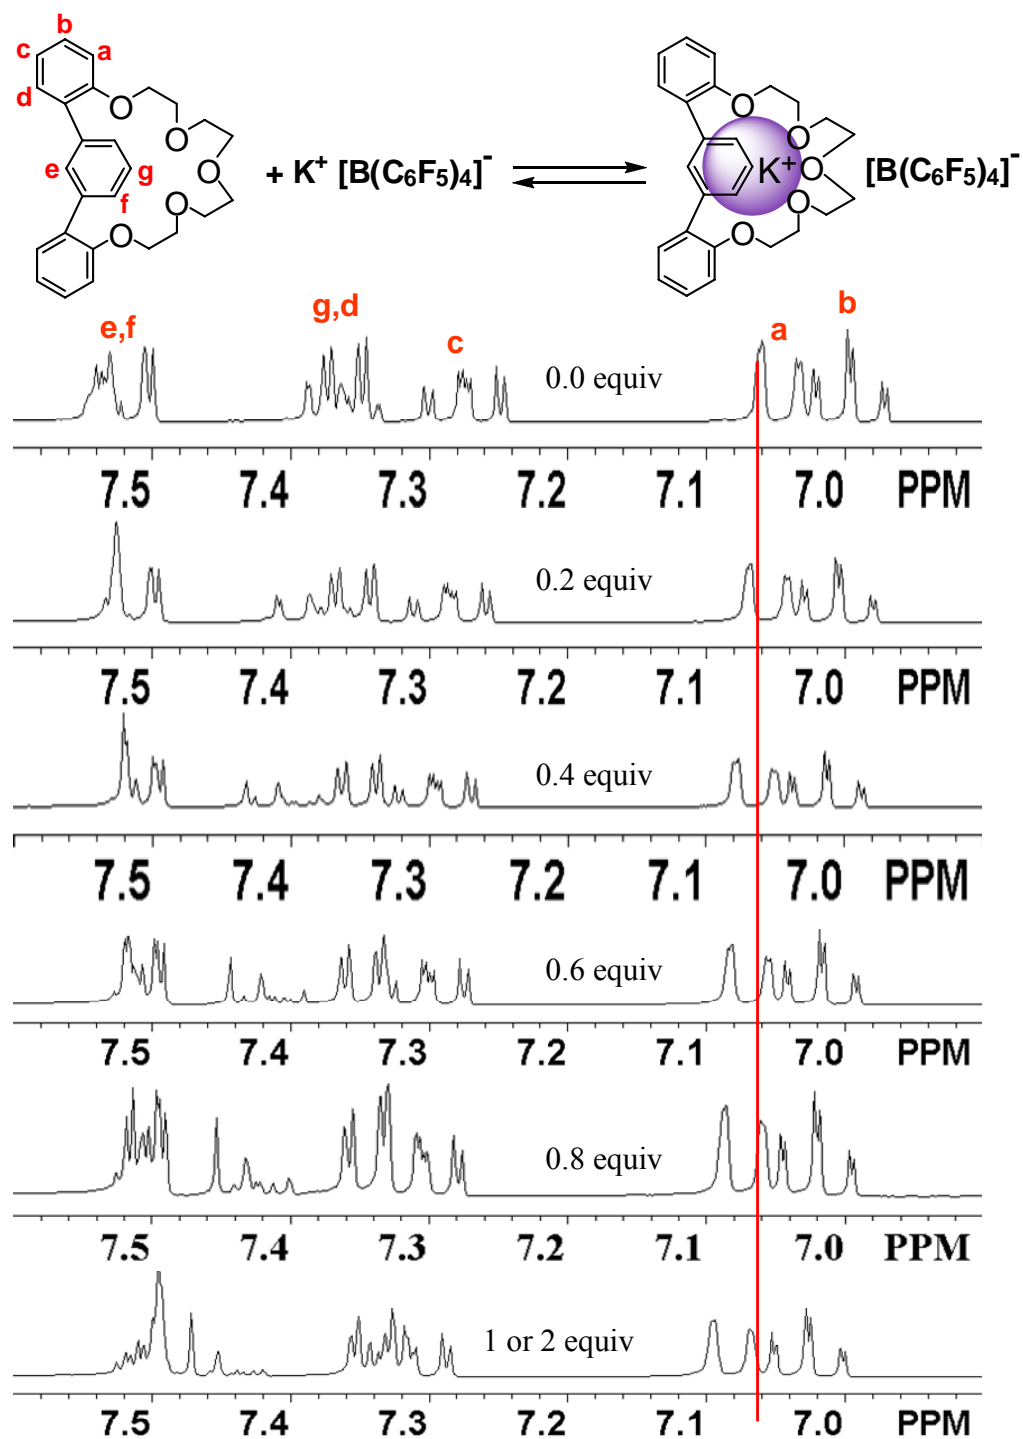 b
c a
d
e g
f
O O O O O
+ K⁺ [B(C₆F₅)₄]⁻
O O O O O
K⁺
[B(C₆F₅)₄]⁻
e,f g,d c a b
0.0 equiv
7.5 7.4 7.3 7.2 7.1 7.0 PPM
0.2 equiv
7.5 7.4 7.3 7.2 7.1 7.0 PPM
0.4 equiv
7.5 7.4 7.3 7.2 7.1 7.0 PPM
0.6 equiv
7.5 7.4 7.3 7.2 7.1 7.0 PPM
0.8 equiv
7.5 7.4 7.3 7.2 7.1 7.0 PPM
1 or 2 equiv
7.5 7.4 7.3 7.2 7.1 7.0 PPM